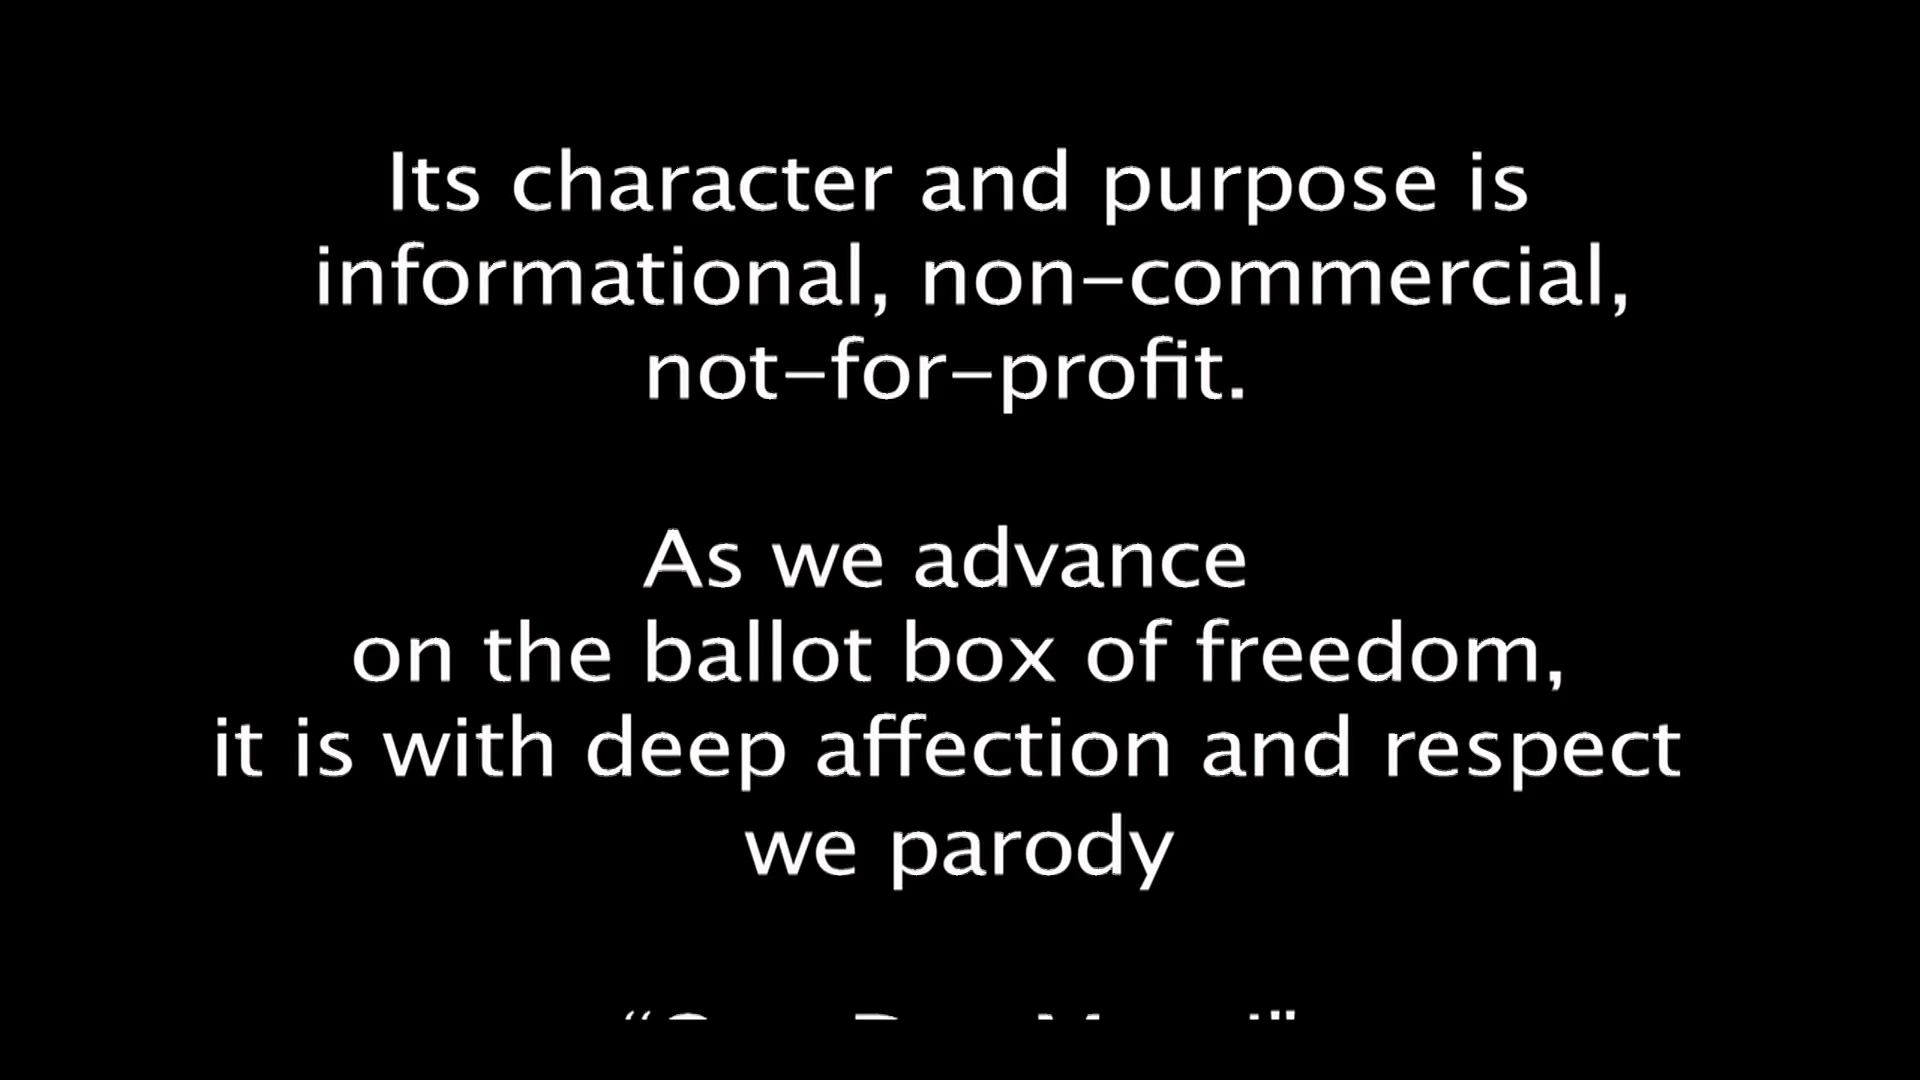 Its character and purpose is
informational, non-commercial,
not-for-profit.
As we advance
on the ballot box of freedom,
it is with deep affection and respect
we parody